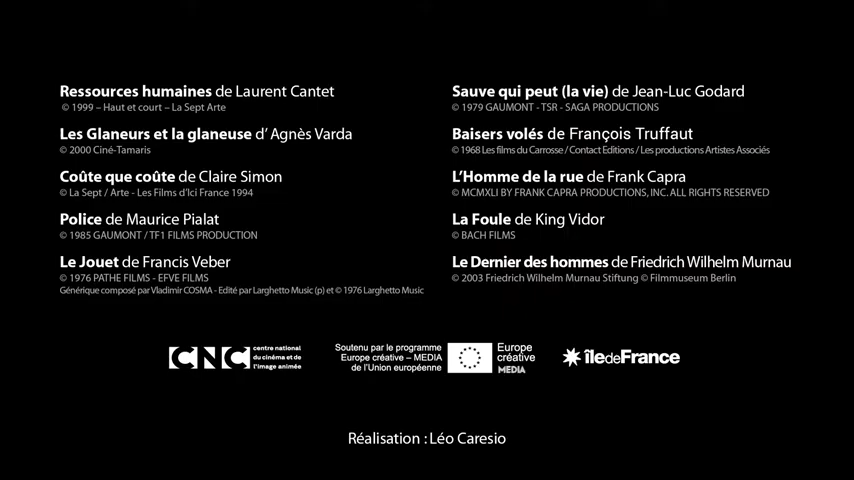 Ressources humaines de Laurent Cantet
© 1999 – Haut et court – La Sept Arte
Les Glaneurs et la glaneuse d’ Agnès Varda
© 2000 Ciné-Tamaris
Coûte que coûte de Claire Simon
© La Sept / Arte - Les Films d’Ici France 1994
Police de Maurice Pialat
© 1985 GAUMONT / TF1 FILMS PRODUCTION
Le Jouet de Francis Veber
© 1976 PATHE FILMS - EFVE FILMS
Générique composé par Vladimir COSMA - Edité par Larghetto Music (p) et © 1976 Larghetto Music
Sauve qui peut (la vie) de Jean-Luc Godard
© 1979 GAUMONT - TSR - SAGA PRODUCTIONS
Baisers volés de François Truffaut
© 1968 Les films du Carrosse / Contact Editions / Les productions Artistes Associés
L’Homme de la rue de Frank Capra
© MCMXLI BY FRANK CAPRA PRODUCTIONS, INC. ALL RIGHTS RESERVED
La Foule de King Vidor
© BACH FILMS
Le Dernier des hommes de Friedrich Wilhelm Murnau
© 2003 Friedrich Wilhelm Murnau Stiftung © Filmmuseum Berlin
CNC
centre national
du cinéma et de
l’image animée
Soutenu par le programme
Europe créative – MEDIA
de l’Union européenne
Europe
créative
MEDIA
îledeFrance
Réalisation : Léo Caresio